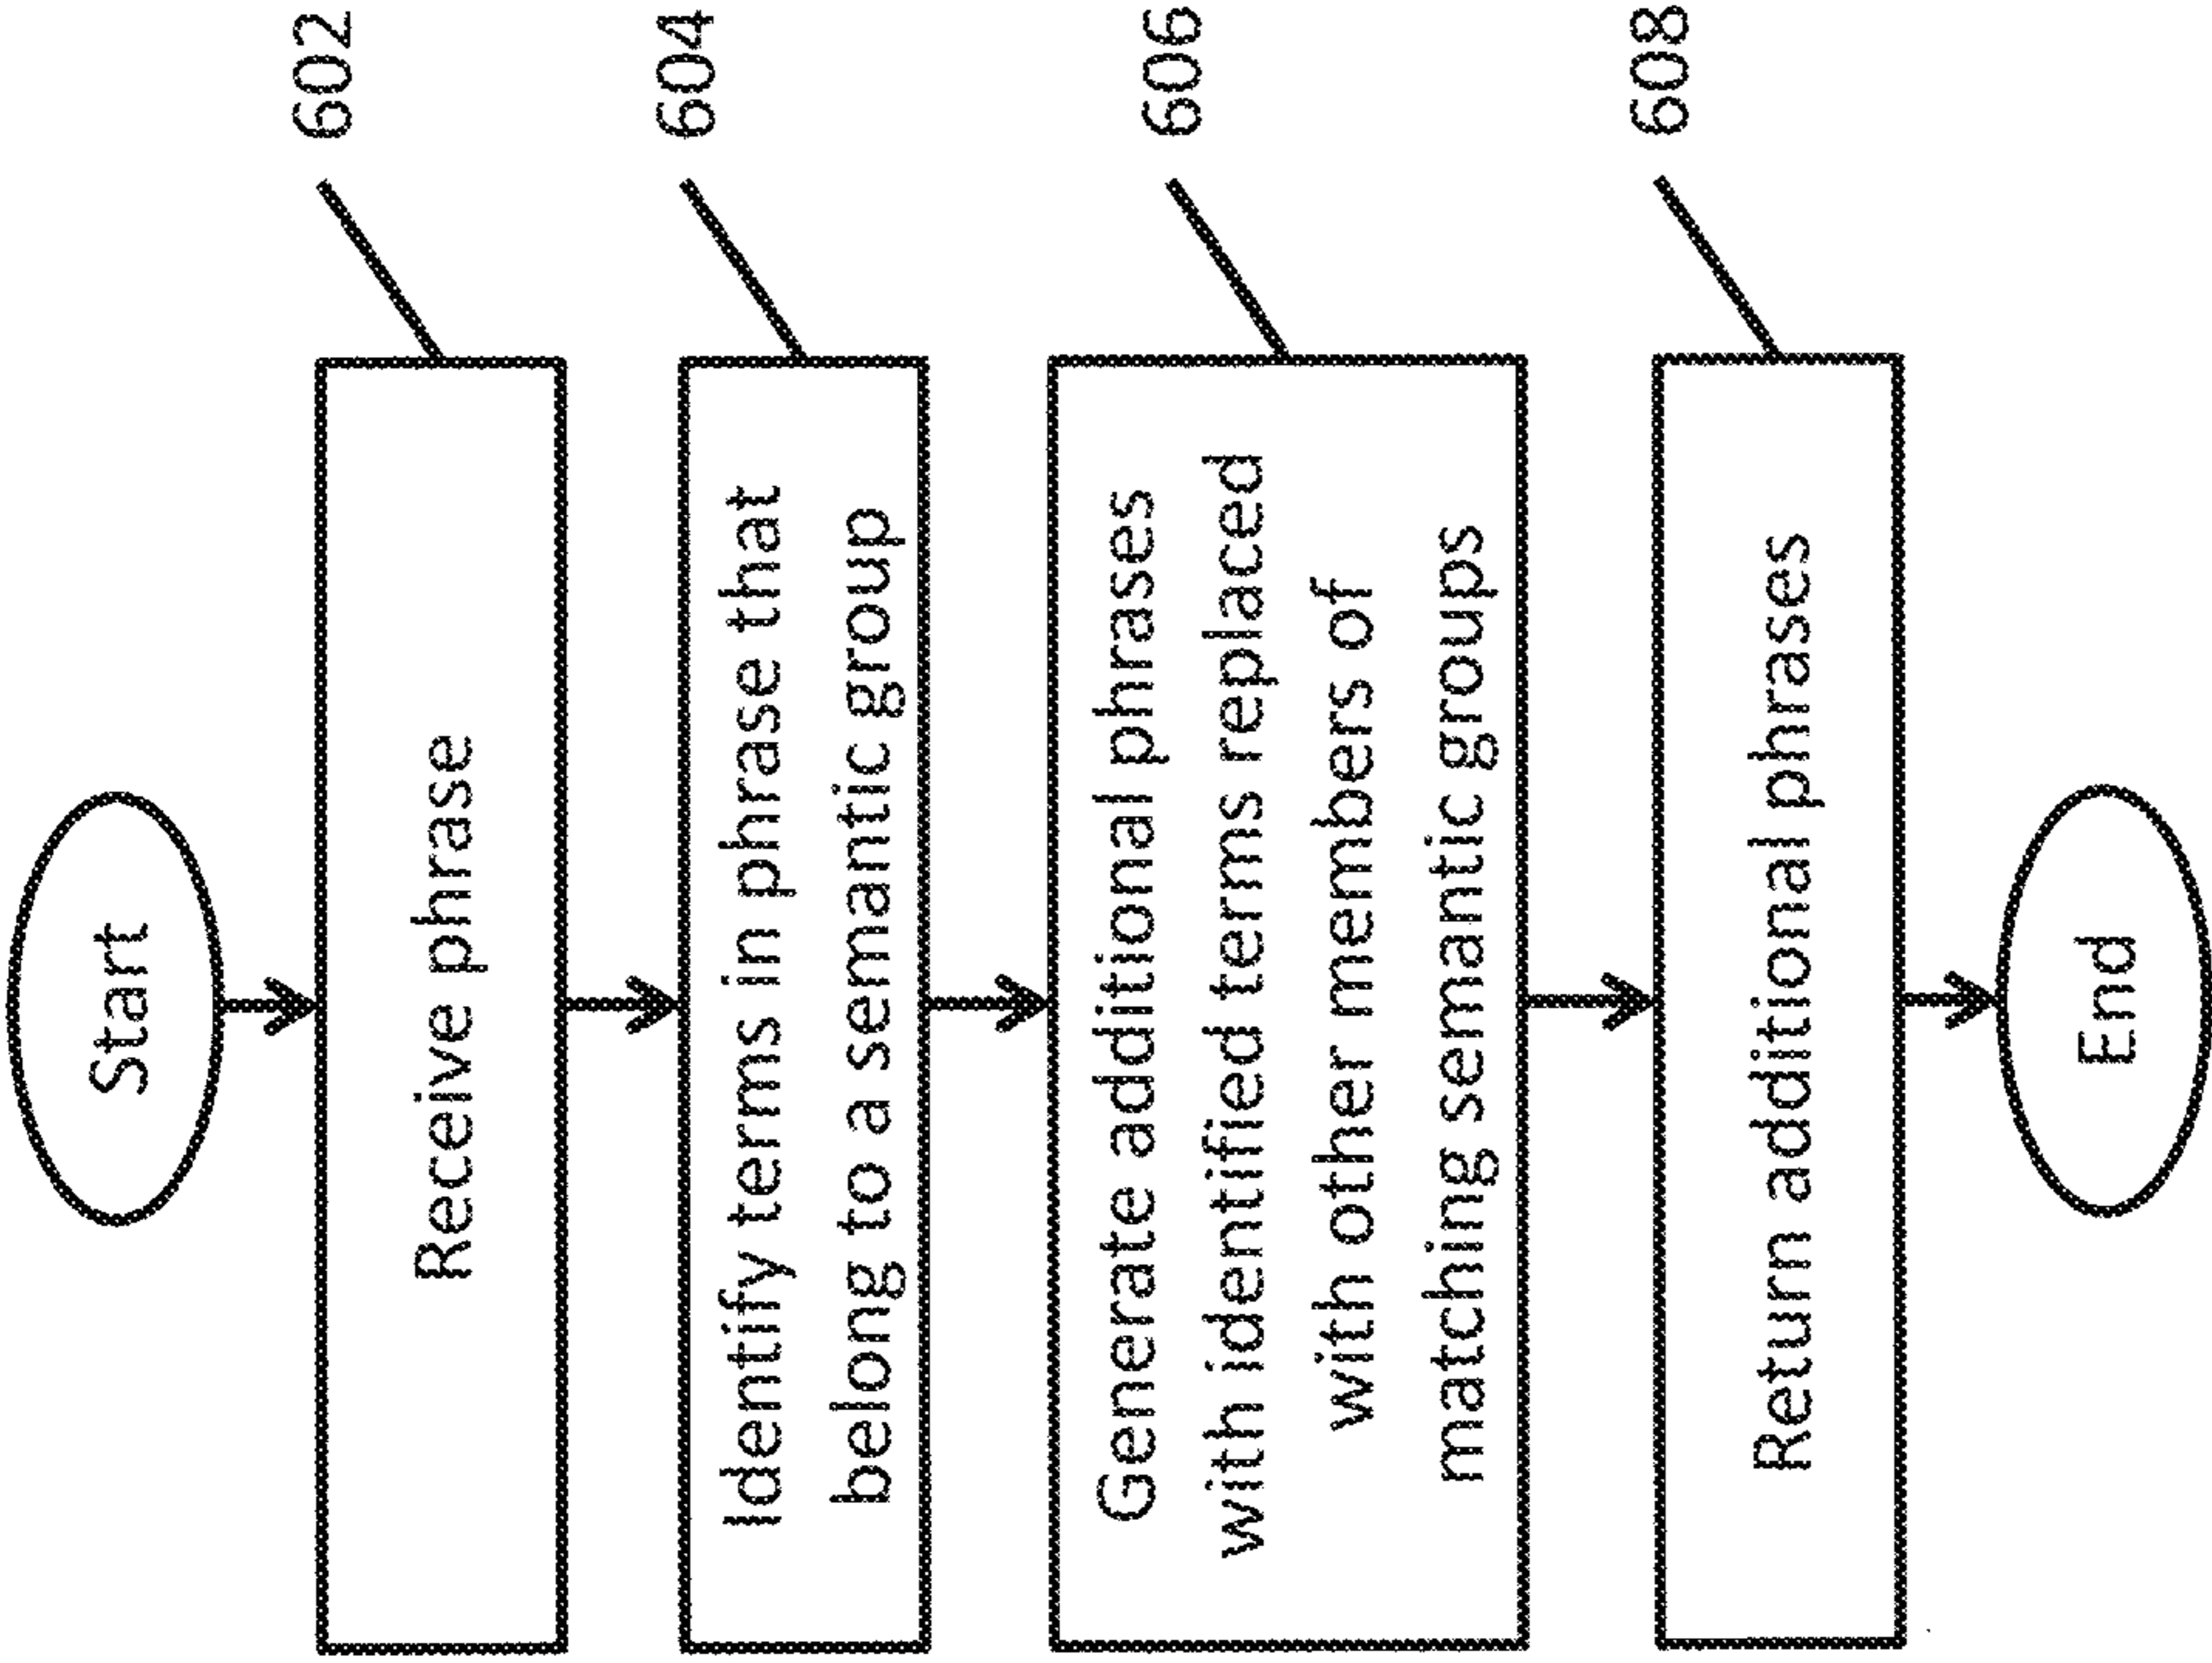 Start
Receive phrase
602
Identify terms in phrase that
belong to a semantic group
604
Generate additional phrases
with identified terms replaced
with other members of
matching semantic groups
606
Return additional phrases
608
End